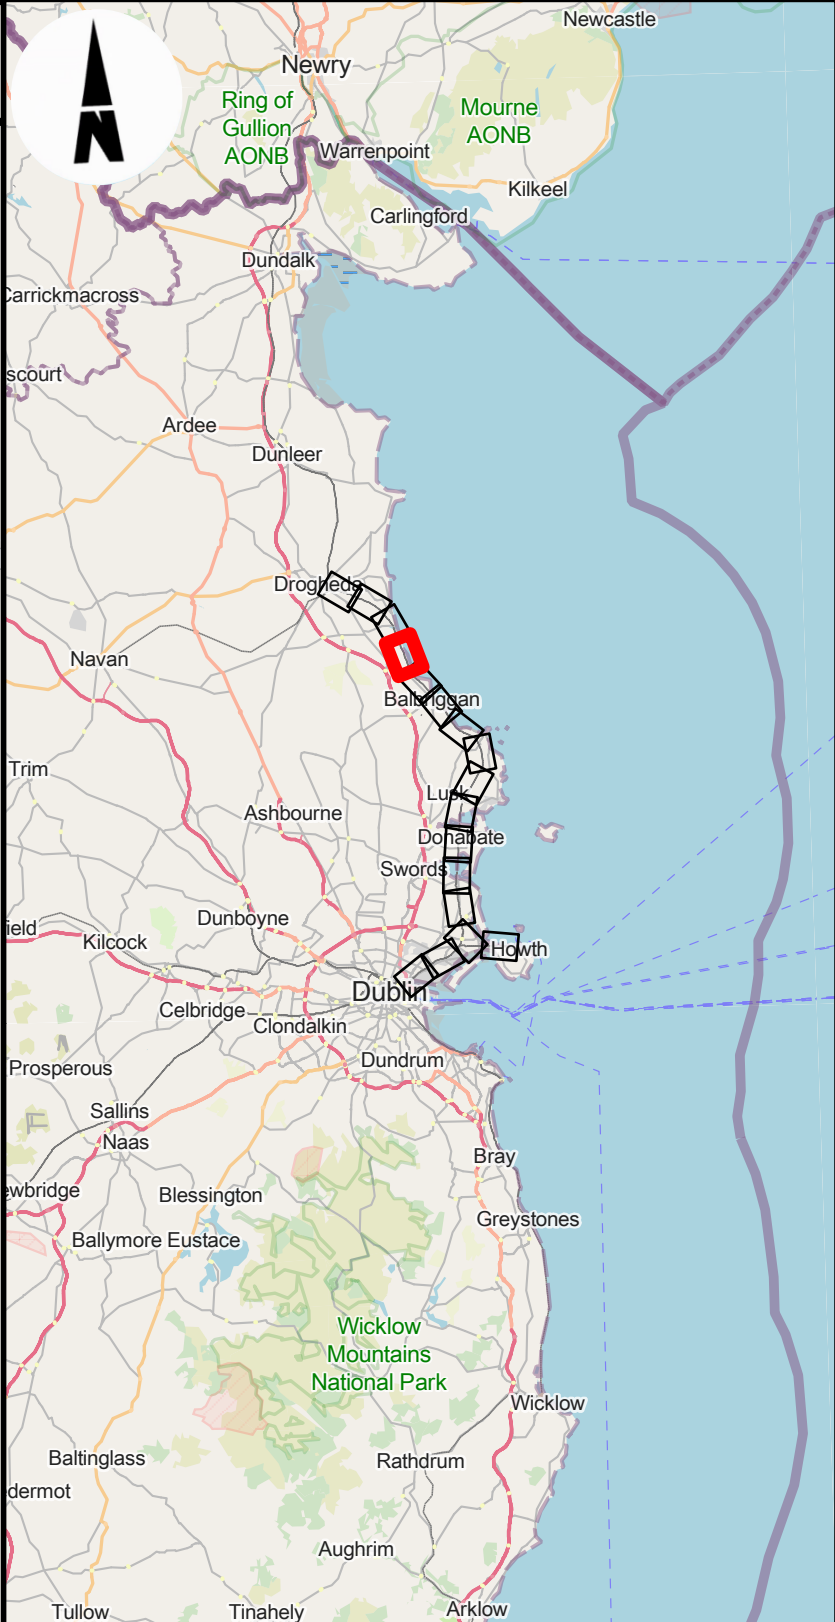 Newcastle
Newry
Ring of
Gullion
AONB
Mourne
AONB
N
Warrenpoint
Kilkeel
Carlingford
Dundalk
Carrickmacross
scourt
Ardee
Dunleer
Drogheda
Navan
Balbriggan
Trim
Lusk
Ashbourne
Donabate
Swords
Dunboyne
ield
Kilcock
Howth
Dublin
Celbridge
Clondalkin
Dundrum
Prosperous
Sallins
Naas
Bray
ewbridge
Blessington
Greystones
Ballymore Eustace
Wicklow
Mountains
National Park
Wicklow
Baltinglass
Rathdrum
dermot
Aughrim
Tullow
Tinahely
Arklow